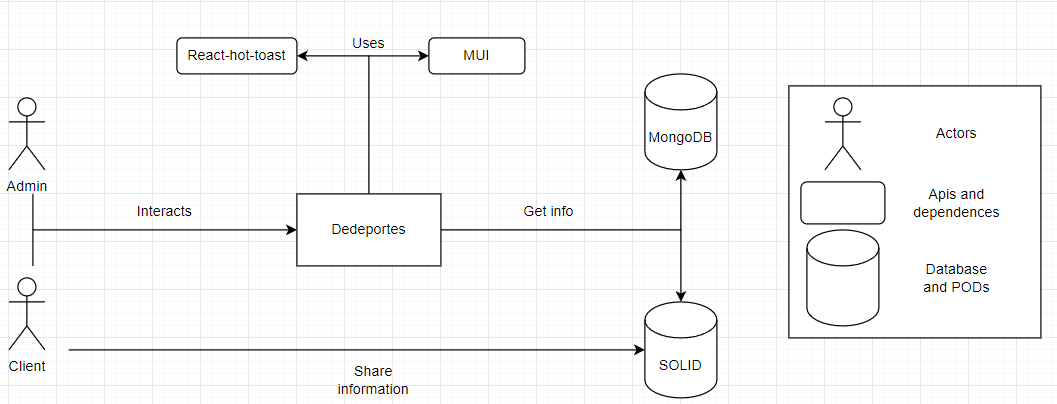 Uses
React-hot-toast
MUI
MongoDB
Admin
Interacts
Dedeportes
Get info
Client
Share
information
SOLID
Actors
Apis and
dependences
Database
and PODs